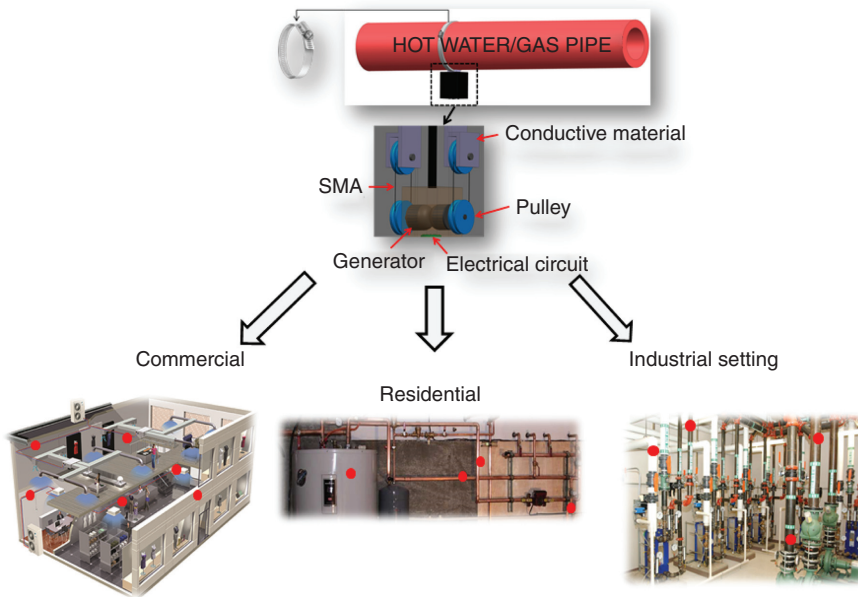 HOT WATER/GAS PIPE
Conductive material
SMA
Pulley
Generator
Electrical circuit
Commercial
Industrial setting
Residential